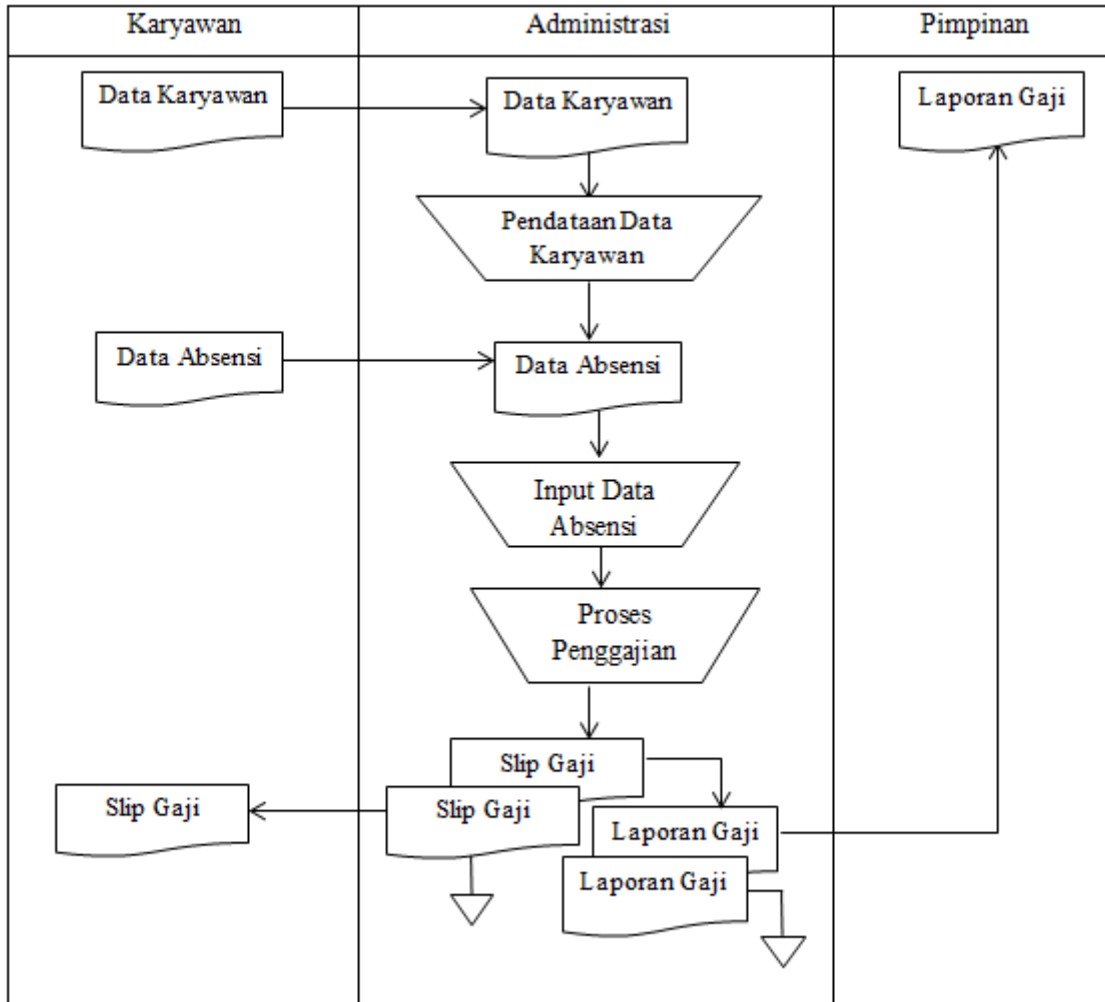 Karyawan
Administrasi
Pimpinan
Data Karyawan
Data Karyawan
Laporan Gaji
Pendataan Data
Karyawan
Data Absensi
Data Absensi
Input Data
Absensi
Proses
Penggajian
Slip Gaji
Slip Gaji
Slip Gaji
Laporan Gaji
Laporan Gaji